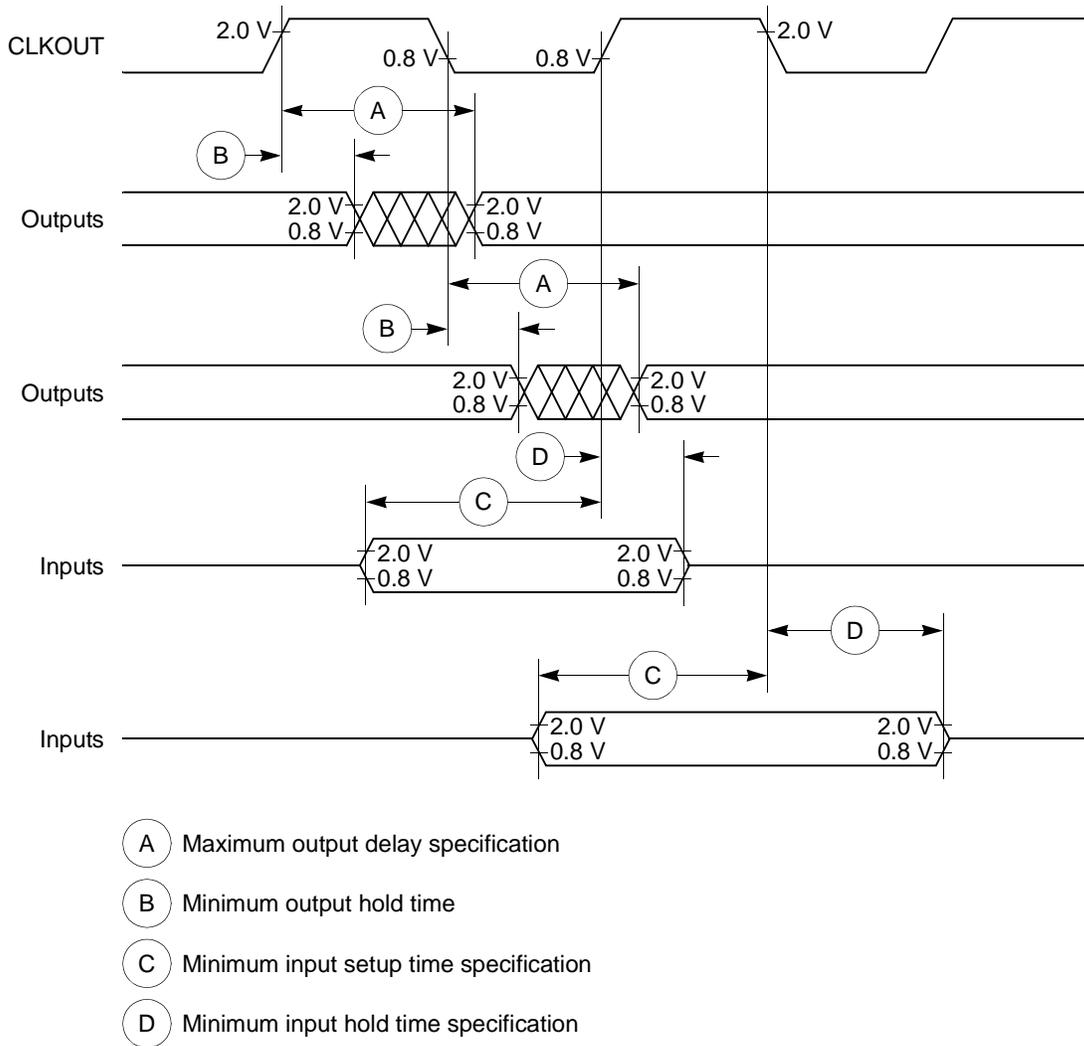 CLKOUT
2.0 V
0.8 V
0.8 V
2.0 V
A
B
Outputs
2.0 V
0.8 V
2.0 V
0.8 V
A
B
Outputs
2.0 V
0.8 V
2.0 V
0.8 V
D
C
Inputs
2.0 V
0.8 V
2.0 V
0.8 V
D
C
Inputs
2.0 V
0.8 V
2.0 V
0.8 V
A Maximum output delay specification
B Minimum output hold time
C Minimum input setup time specification
D Minimum input hold time specification